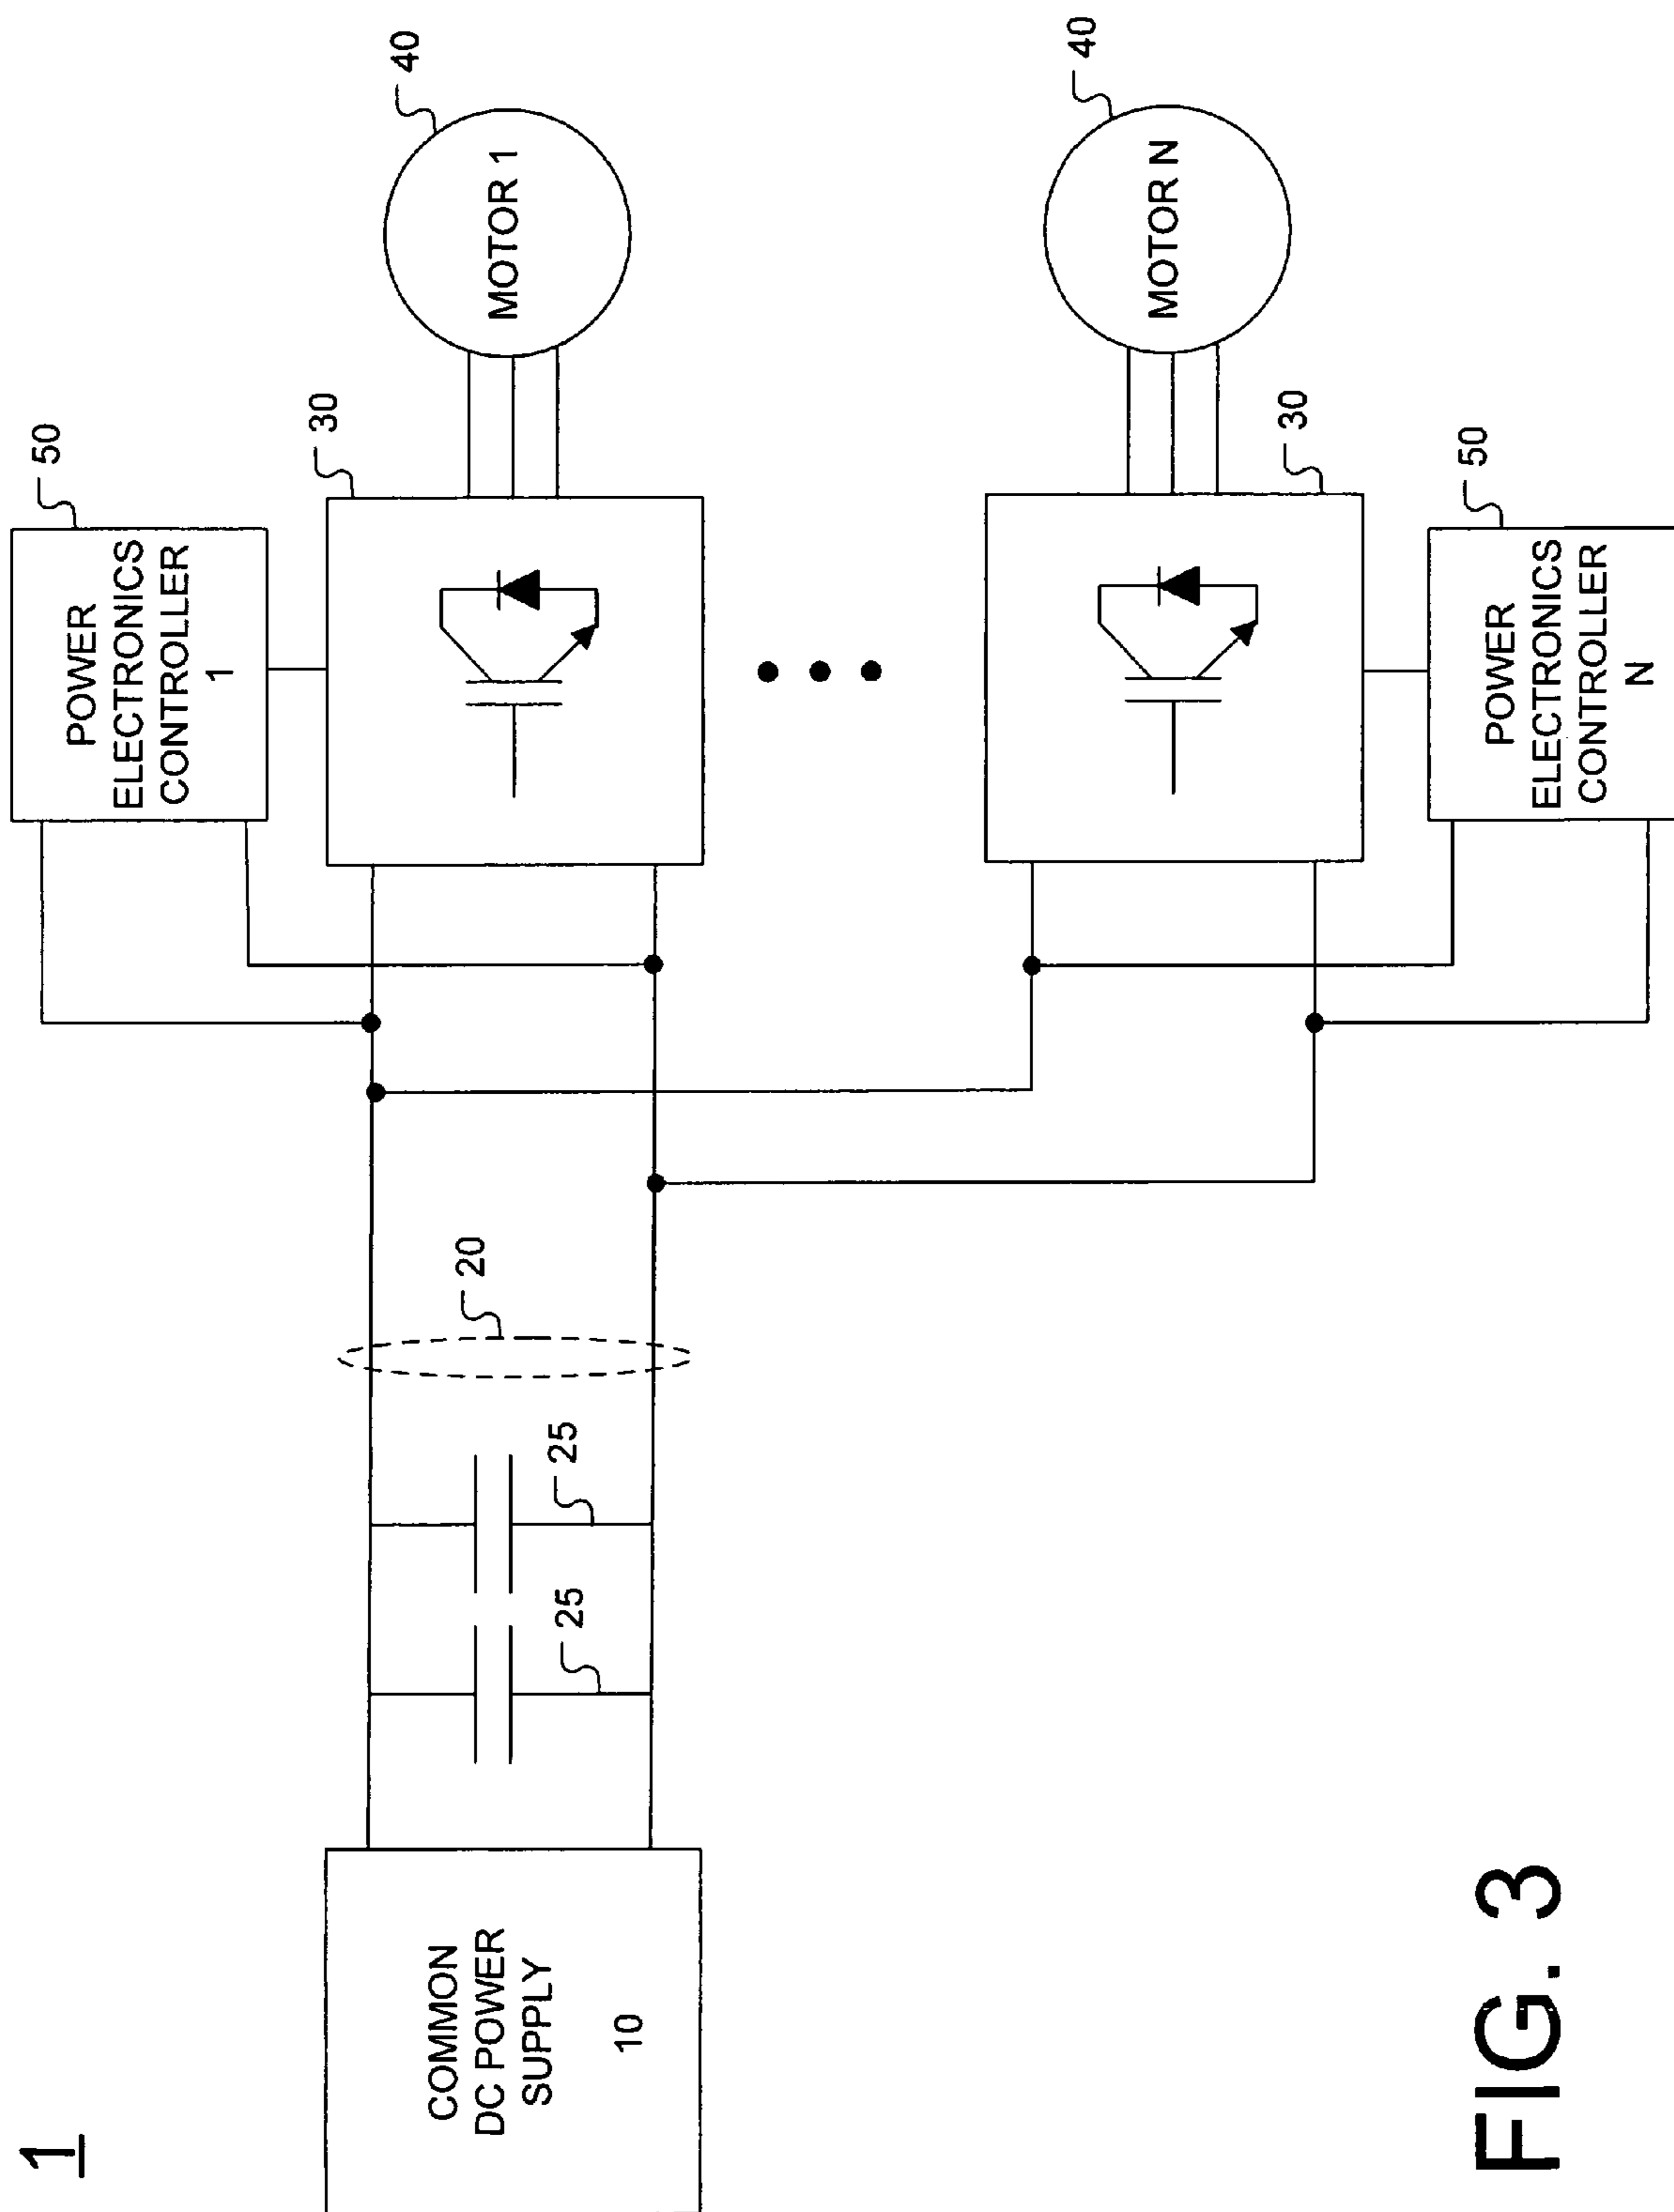 1
50
POWER
ELECTRONICS
CONTROLLER
1
30
40
MOTOR 1
COMMON
DC POWER
SUPPLY
10
25
25
20
40
MOTOR N
30
50
POWER
ELECTRONICS
CONTROLLER
N
FIG. 3